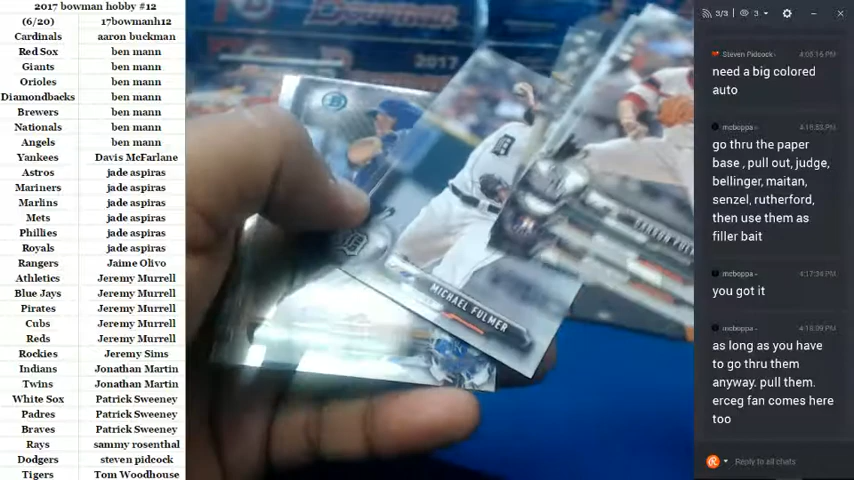 2017 bowman hobby #12
(6/20) 17bowmanh12
Cardinals aaron buckman
Red Sox ben mann
Giants ben mann
Orioles ben mann
Diamondbacks ben mann
Brewers ben mann
Nationals ben mann
Angels ben mann
Yankees Davis McFarlane
Astros jade aspiras
Mariners jade aspiras
Marlins jade aspiras
Mets jade aspiras
Phillies jade aspiras
Royals jade aspiras
Rangers Jaime Olivo
Athletics Jeremy Murrell
Blue Jays Jeremy Murrell
Pirates Jeremy Murrell
Cubs Jeremy Murrell
Reds Jeremy Murrell
Rockies Jeremy Sims
Indians Jonathan Martin
Twins Jonathan Martin
White Sox Patrick Sweeney
Padres Patrick Sweeney
Braves Patrick Sweeney
Rays sammy rosenthal
Dodgers steven pidcock
Tigers Tom Woodhouse
2017
B
D
MICHAEL FULMER
3/3 3
Steven Pidcock
need a big colored
auto
mcboppa
go thru the paper
base , pull out, judge,
bellinger, maitan,
senzel, rutherford,
then use them as
filler bait
mcboppa 4:17:34 PM
you got it
mcboppa
as long as you have
to go thru them
anyway. pull them.
erceg fan comes here
too
Reply to all chats